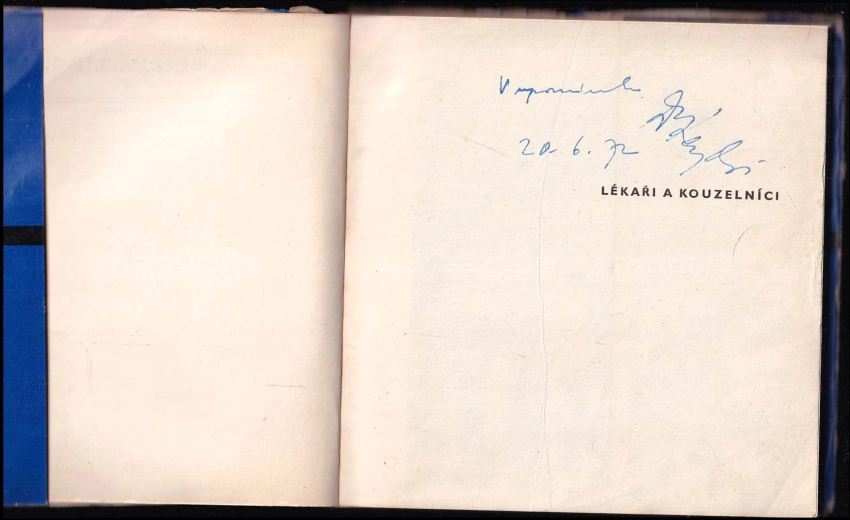 V upomínku
20. 6. 72
LÉKAŘI A KOUZELNÍCI